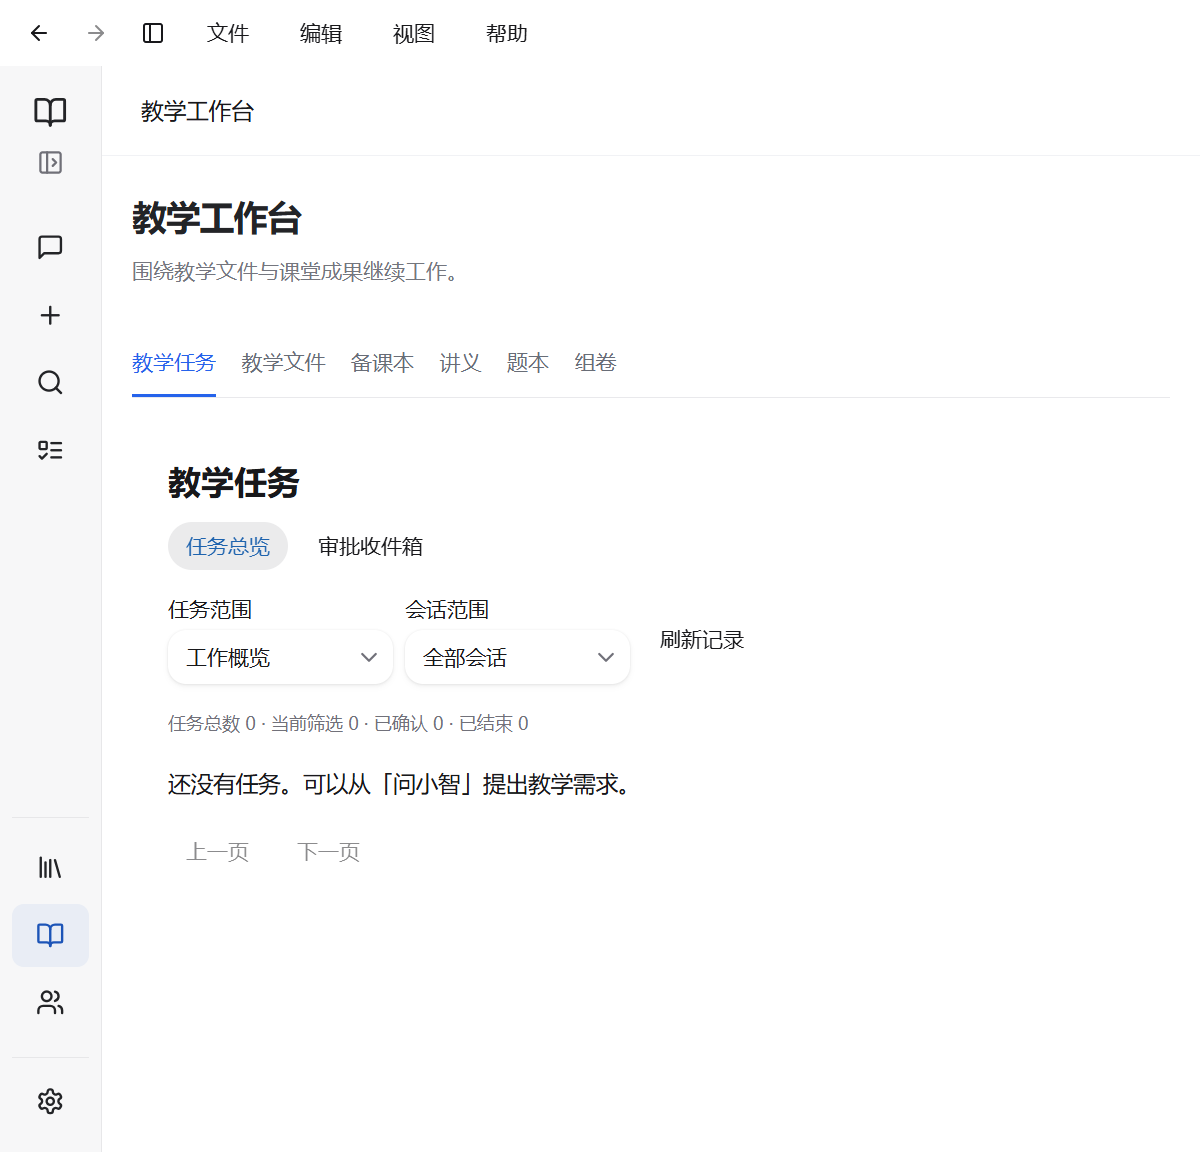 文件 编辑 视图 帮助
教学工作台
教学工作台
围绕教学文件与课堂成果继续工作。
教学任务 教学文件 备课本 讲义 题本 组卷
教学任务
任务总览 审批收件箱
任务范围 会话范围
工作概览 全部会话 刷新记录
任务总数 0 · 当前筛选 0 · 已确认 0 · 已结束 0
还没有任务。可以从「问小智」提出教学需求。
上一页 下一页